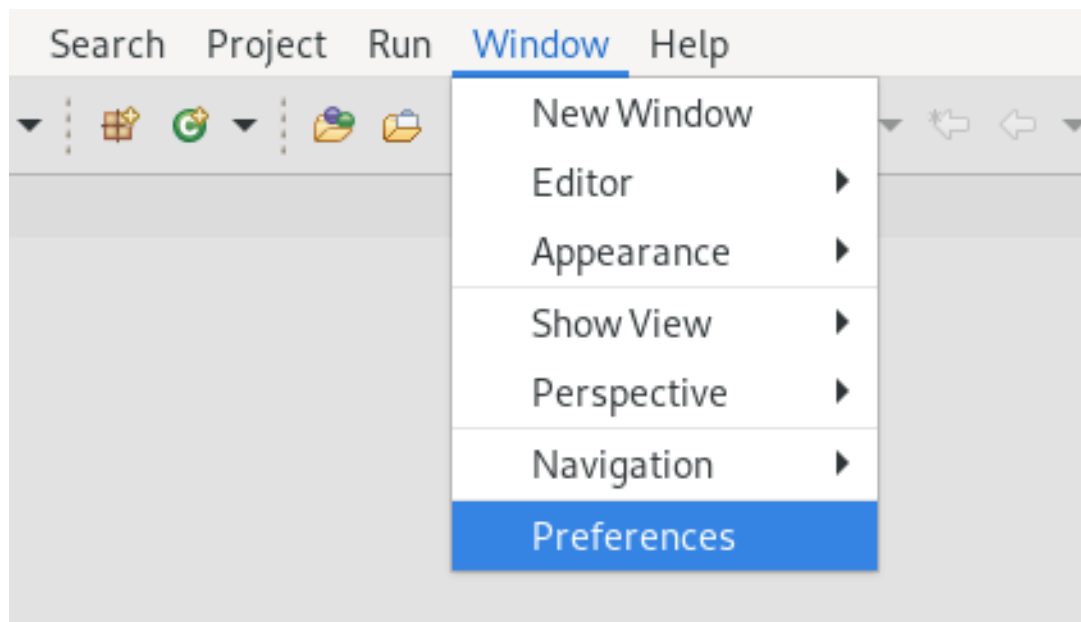 Search Project Run Window Help
New Window
Editor
Appearance
Show View
Perspective
Navigation
Preferences